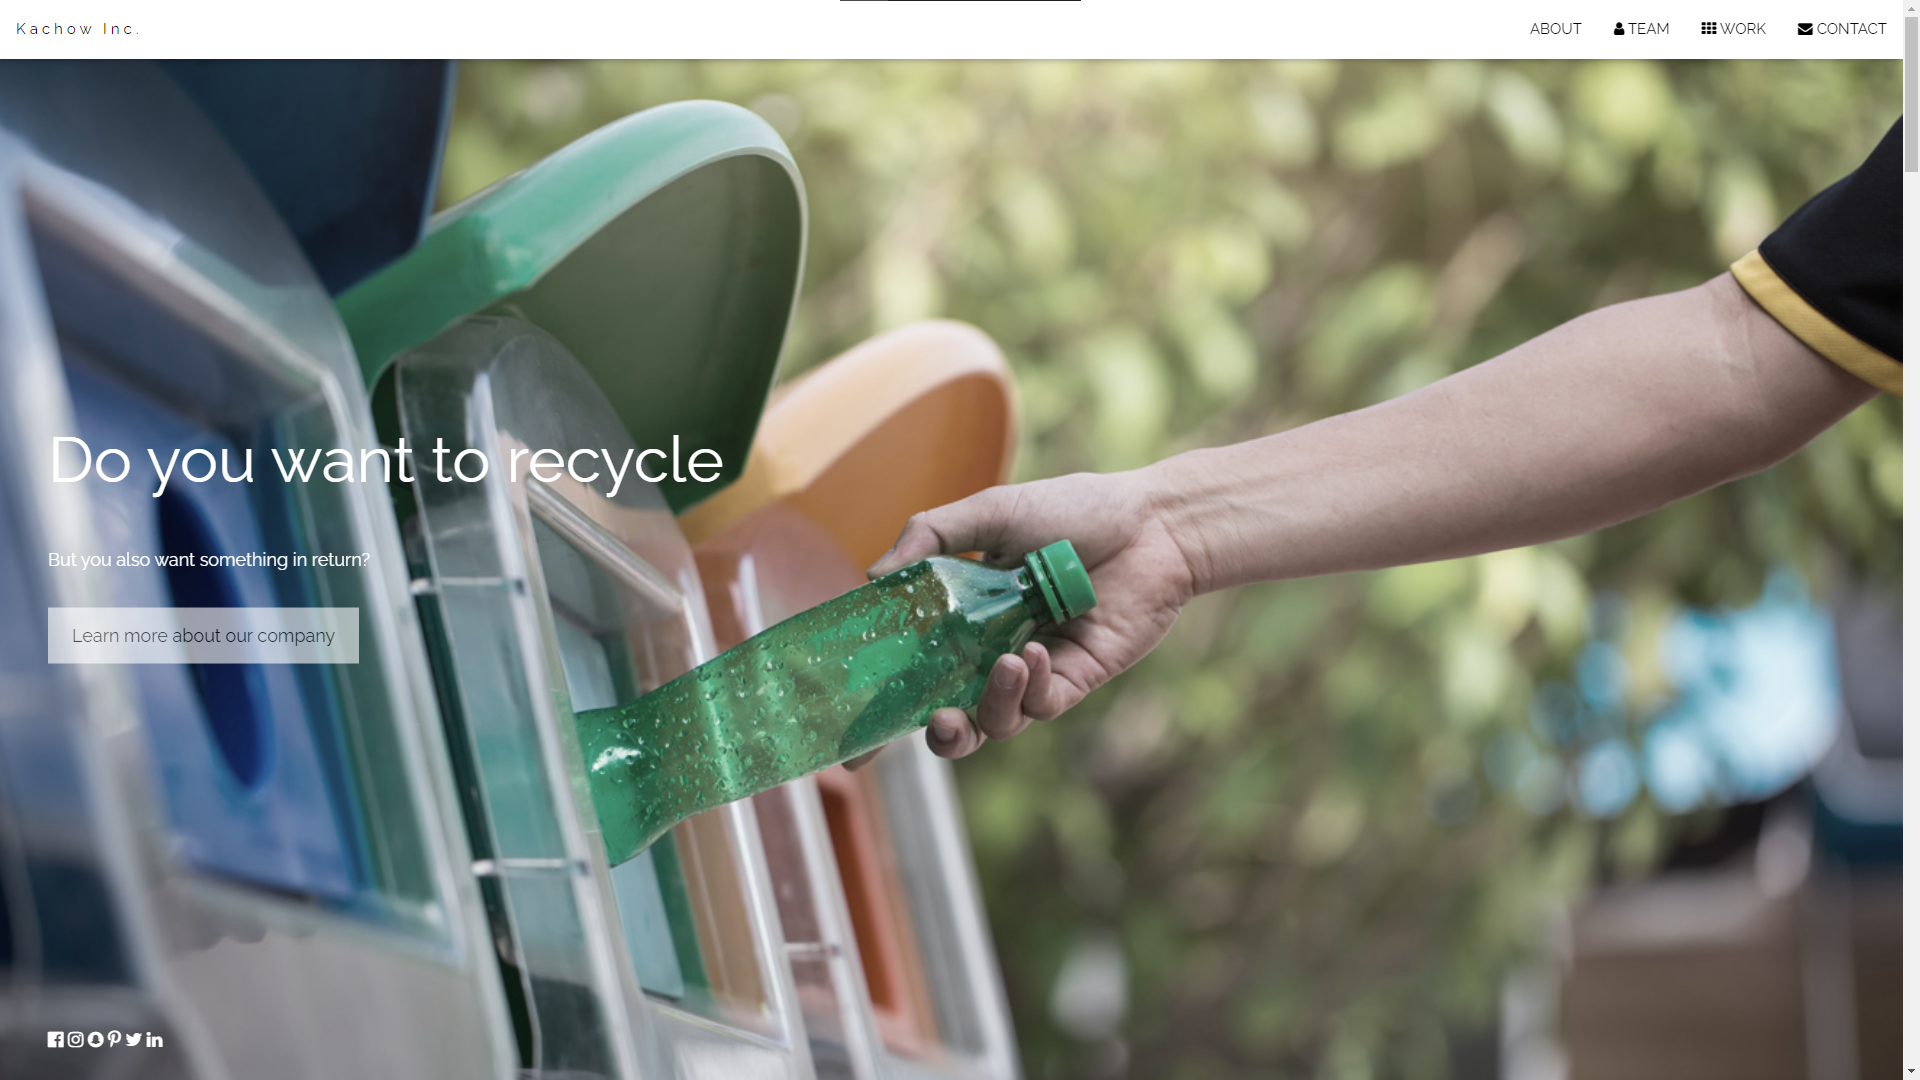 Kachow Inc.
ABOUT
TEAM
WORK
CONTACT
Do you want to recycle
But you also want something in return?
Learn more about our company